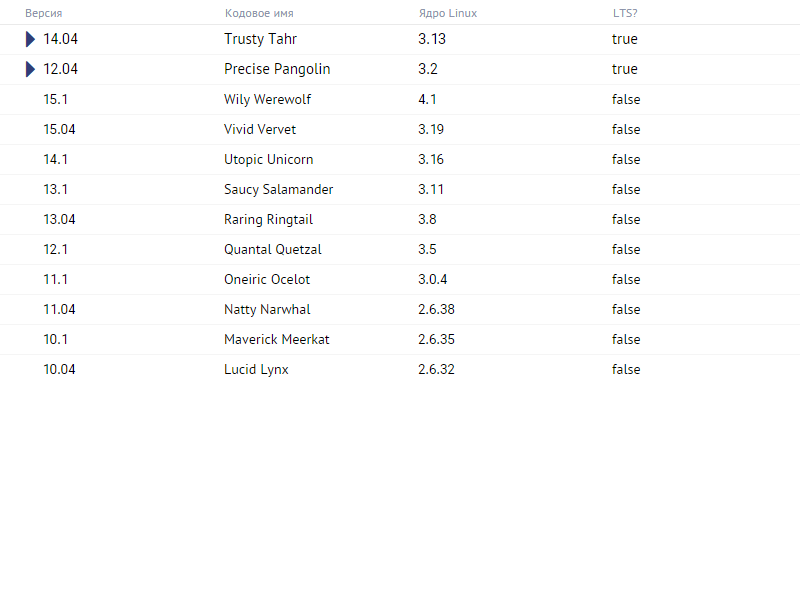 Версия Кодовое имя Ядро Linux LTS?
14.04 Trusty Tahr 3.13 true
12.04 Precise Pangolin 3.2 true
15.1 Wily Werewolf 4.1 false
15.04 Vivid Vervet 3.19 false
14.1 Utopic Unicorn 3.16 false
13.1 Saucy Salamander 3.11 false
13.04 Raring Ringtail 3.8 false
12.1 Quantal Quetzal 3.5 false
11.1 Oneiric Ocelot 3.0.4 false
11.04 Natty Narwhal 2.6.38 false
10.1 Maverick Meerkat 2.6.35 false
10.04 Lucid Lynx 2.6.32 false